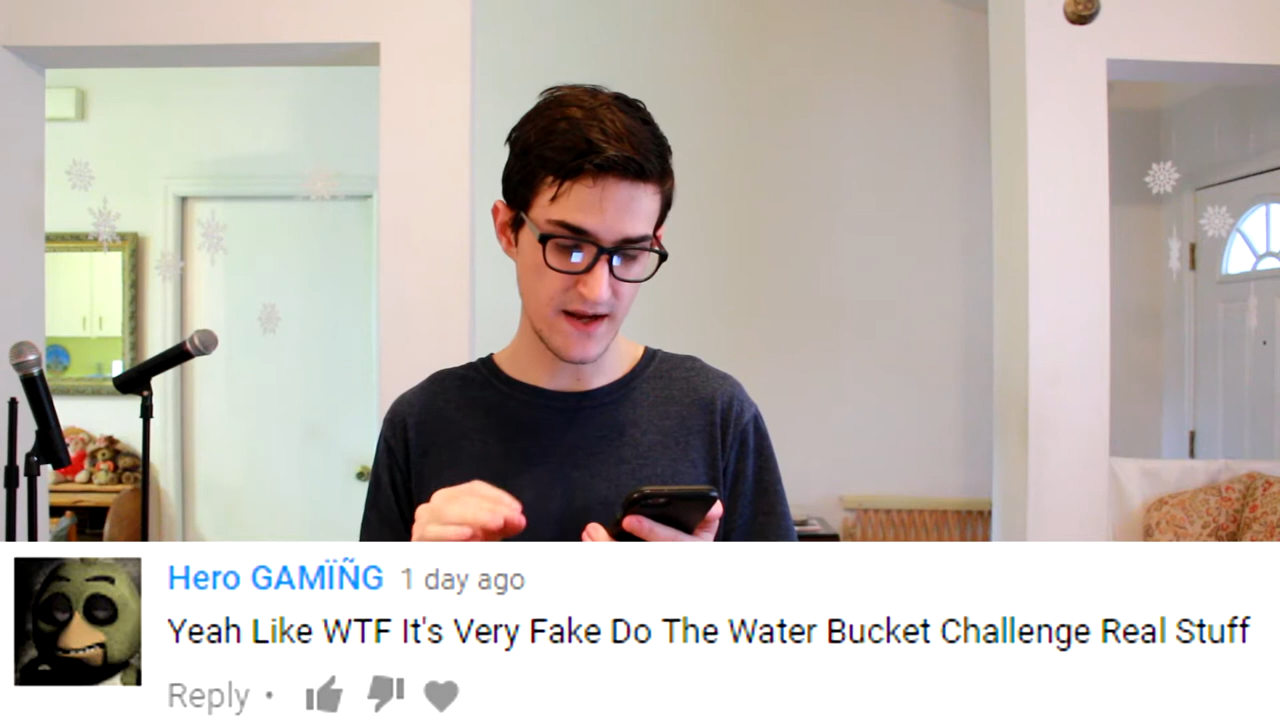 Hero GAMÏÑG 1 day ago
Yeah Like WTF It's Very Fake Do The Water Bucket Challenge Real Stuff
Reply •